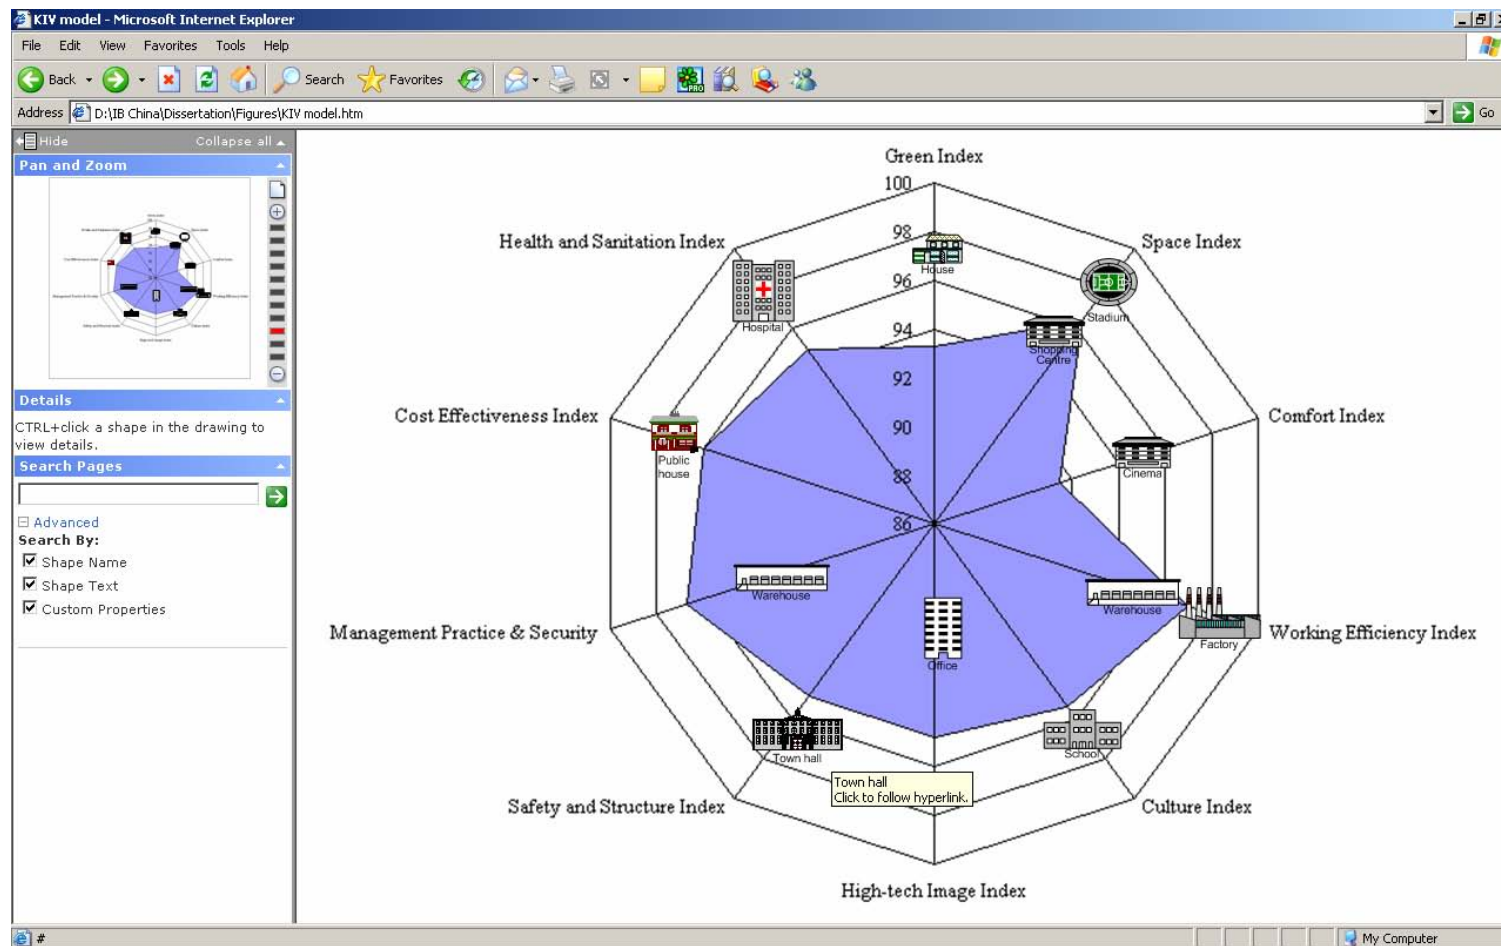 KIV model - Microsoft Internet Explorer
File Edit View Favorites Tools Help
Back Search Favorites PRO
Address D:\IB China\Dissertation\Figures\KIV model.htm Go
Hide Collapse all
Pan and Zoom
Details
CTRL+click a shape in the drawing to
view details.
Search Pages
Advanced
Search By:
Shape Name
Shape Text
Custom Properties
Green Index
100
Health and Sanitation Index
98
Space Index
House
96
Stadium
Hospital
94
Shopping
Centre
92
Cost Effectiveness Index
90
Comfort Index
Public
house
88
Cinema
86
Warehouse
Warehouse
Management Practice & Security
Working Efficiency Index
Factory
Office
Town hall
School
Town hall
Click to follow hyperlink.
Safety and Structure Index
Culture Index
High-tech Image Index
#
My Computer